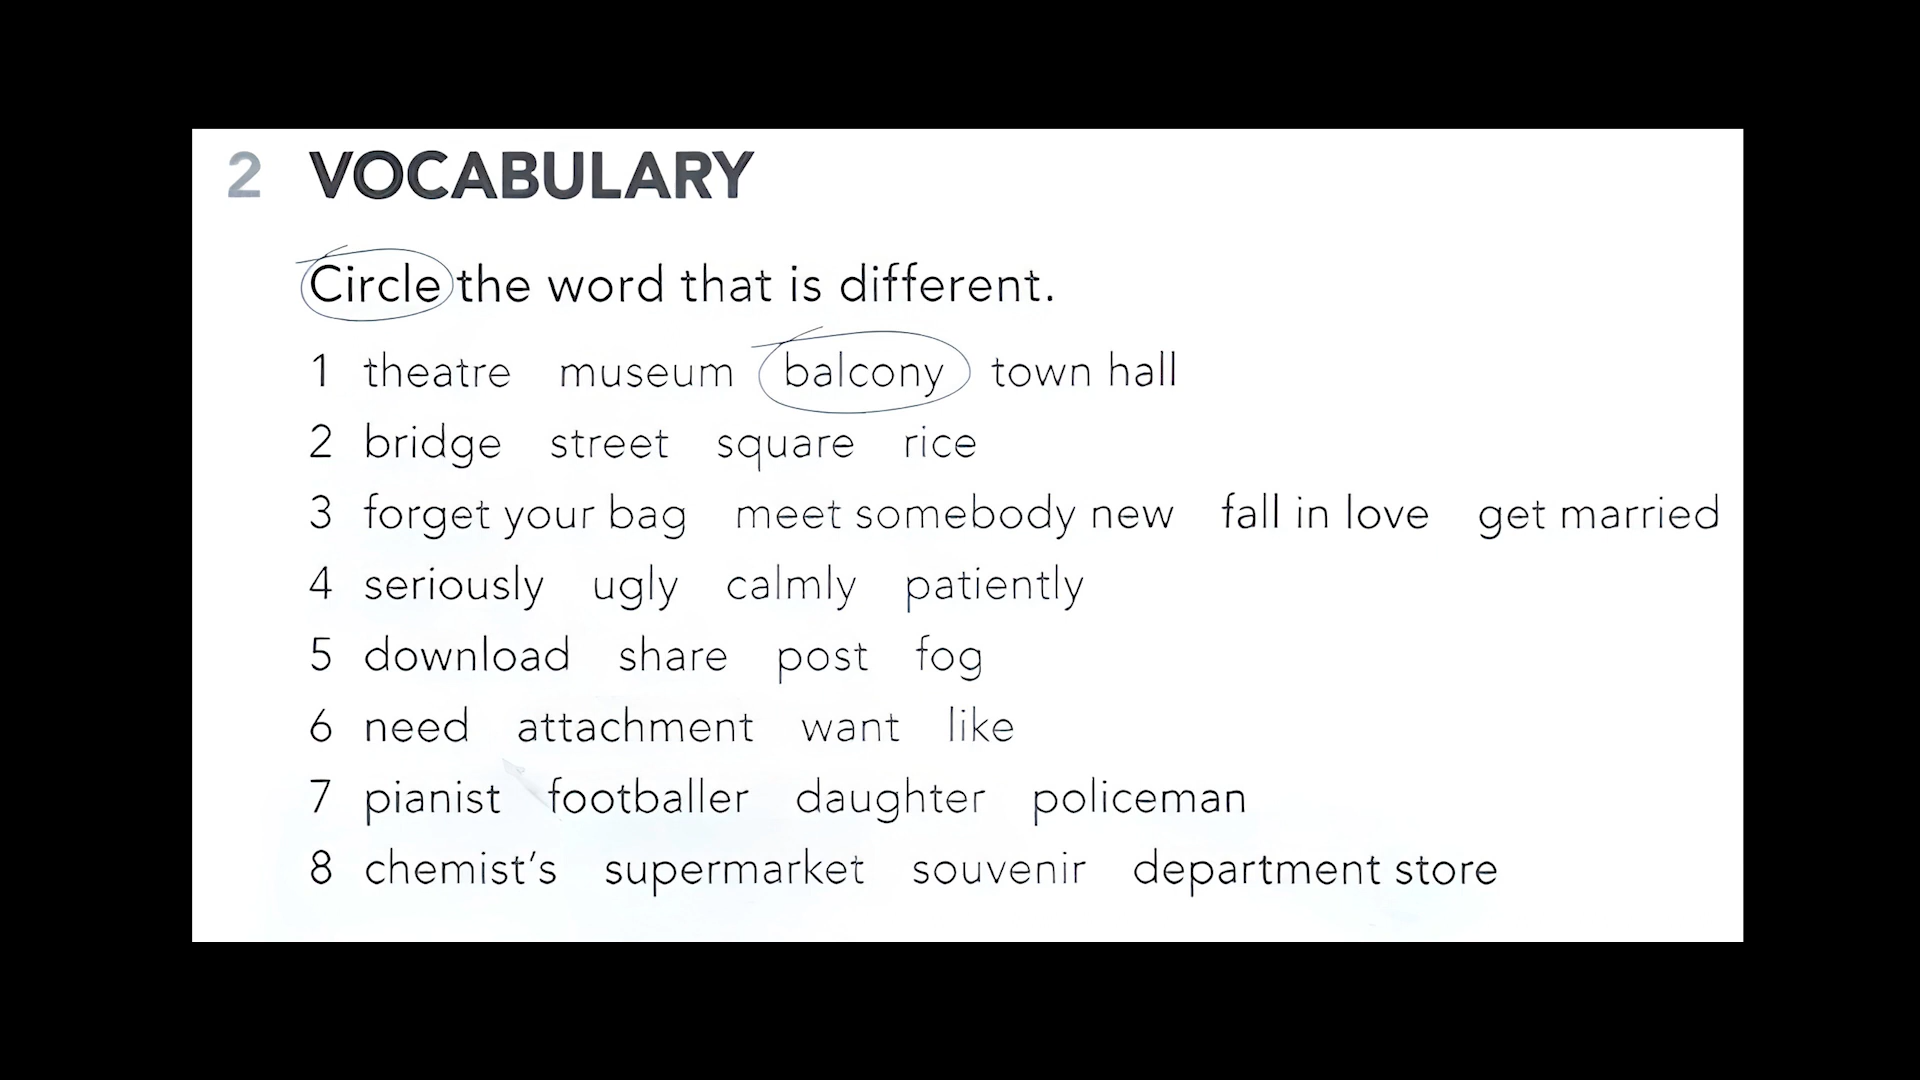 2 VOCABULARY
Circle the word that is different.
1 theatre museum balcony town hall
2 bridge street square rice
3 forget your bag meet somebody new fall in love get married
4 seriously ugly calmly patiently
5 download share post fog
6 need attachment want like
7 pianist footballer daughter policeman
8 chemist's supermarket souvenir department store